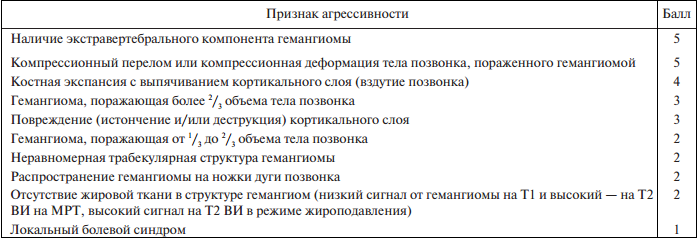 Признак агрессивности Балл
Наличие экстравертебрального компонента гемангиомы 5
Компрессионный перелом или компрессионная деформация тела позвонка, пораженного гемангиомой 5
Костная экспансия с выпячиванием кортикального слоя (вздутие позвонка) 4
Гемангиома, поражающая более 2/3 объема тела позвонка 3
Повреждение (истончение и/или деструкция) кортикального слоя 3
Гемангиома, поражающая от 1/3 до 2/3 объема тела позвонка 2
Неравномерная трабекулярная структура гемангиомы 2
Распространение гемангиомы на ножки дуги позвонка 2
Отсутствие жировой ткани в структуре гемангиом (низкий сигнал от гемангиомы на Т1 и высокий — на Т2 2
ВИ на МРТ, высокий сигнал на Т2 ВИ в режиме жироподавления)
Локальный болевой синдром 1